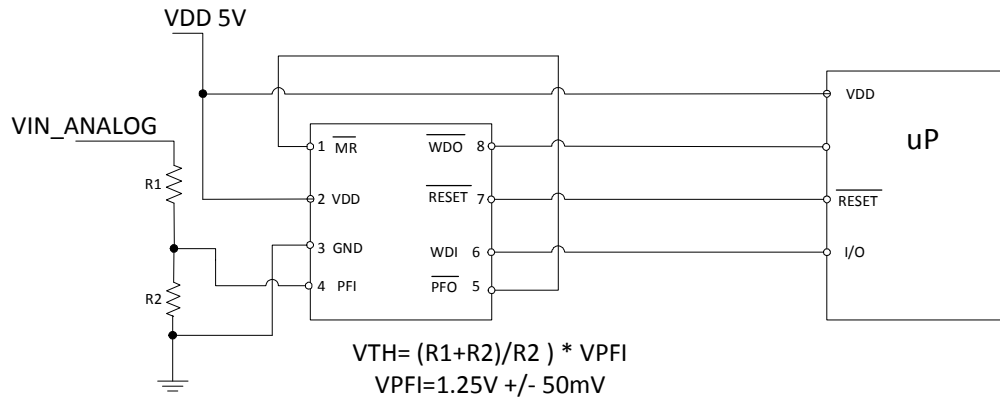 VDD 5V
VIN_ANALOG
R1
R2
1 MR
2 VDD
3 GND
4 PFI
WDO 8
RESET 7
WDI 6
PFO 5
VDD
uP
RESET
I/O
VTH= (R1+R2)/R2 ) * VPFI
VPFI=1.25V +/- 50mV